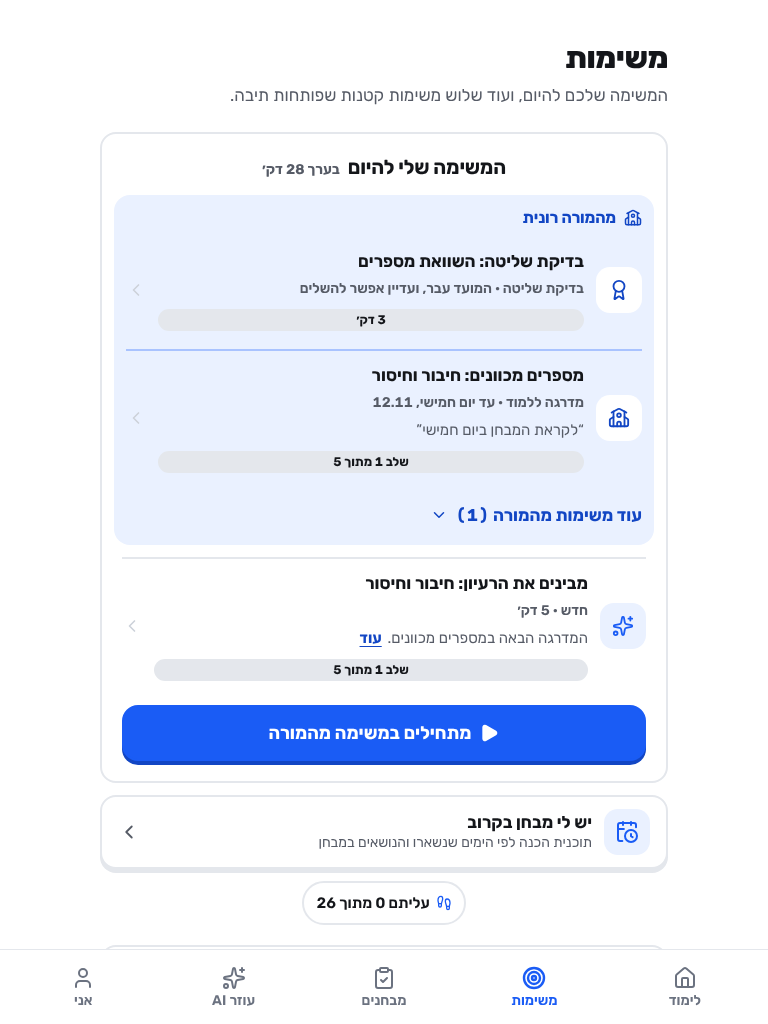 משימות
המשימה שלכם להיום, ועוד שלוש משימות קטנות שפותחות תיבה.
המשימה שלי להיום בערך 28 דק׳
מהמורה רונית
בדיקת שליטה: השוואת מספרים
בדיקת שליטה • המועד עבר, ועדיין אפשר להשלים
3 דק׳
מספרים מכוונים: חיבור וחיסור
מדרגה ללמוד • עד יום חמישי, 12.11
“לקראת המבחן ביום חמישי”
שלב 1 מתוך 5
עוד משימות מהמורה (1)
מבינים את הרעיון: חיבור וחיסור
חדש • 5 דק׳
המדרגה הבאה במספרים מכוונים. עוד
שלב 1 מתוך 5
מתחילים במשימה מהמורה
יש לי מבחן בקרוב
תוכנית הכנה לפי הימים שנשארו והנושאים במבחן
עליתם 0 מתוך 26
לימוד
משימות
מבחנים
עוזר AI
אני